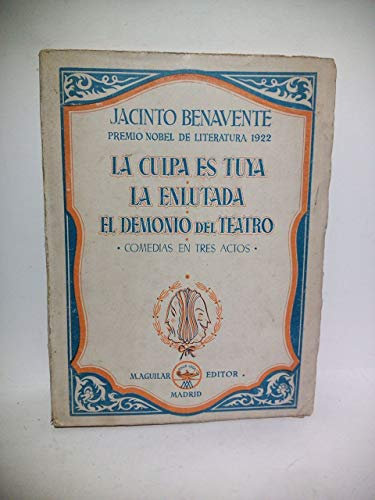 JACINTO BENAVENTE
PREMIO NOBEL DE LITERATURA 1922
LA CULPA ES TUYA
LA ENLUTADA
EL DEMONIO DEL TEATRO
· COMEDIAS EN TRES ACTOS ·
M. AGUILAR EDITOR ·
MADRID